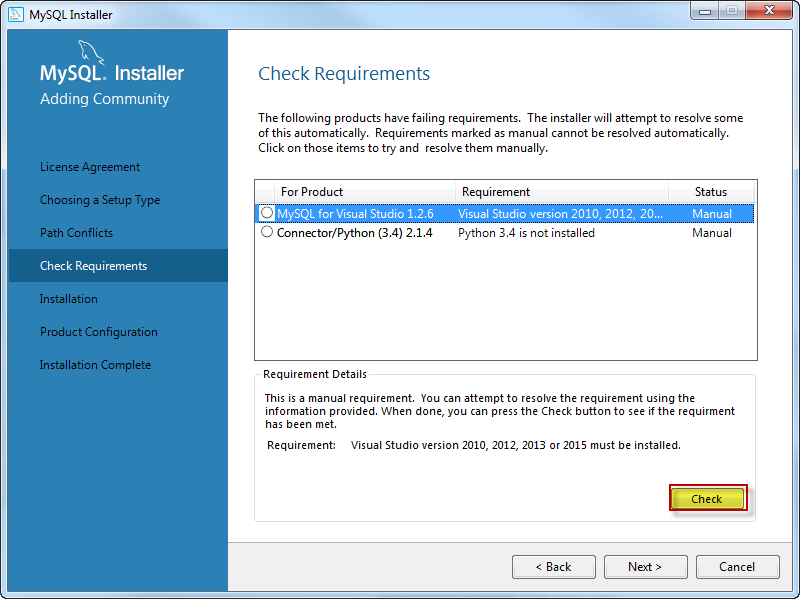 MySQL Installer
MySQL. Installer
Adding Community
License Agreement
Choosing a Setup Type
Path Conflicts
Check Requirements
Installation
Product Configuration
Installation Complete
Check Requirements
The following products have failing requirements. The installer will attempt to resolve some
of this automatically. Requirements marked as manual cannot be resolved automatically.
Click on those items to try and resolve them manually.
For Product Requirement Status
MySQL for Visual Studio 1.2.6 Visual Studio version 2010, 2012, 20... Manual
Connector/Python (3.4) 2.1.4 Python 3.4 is not installed Manual
Requirement Details
This is a manual requirement. You can attempt to resolve the requirement using the
information provided. When done, you can press the Check button to see if the requirment
has been met.
Requirement: Visual Studio version 2010, 2012, 2013 or 2015 must be installed.
Check
< Back Next > Cancel